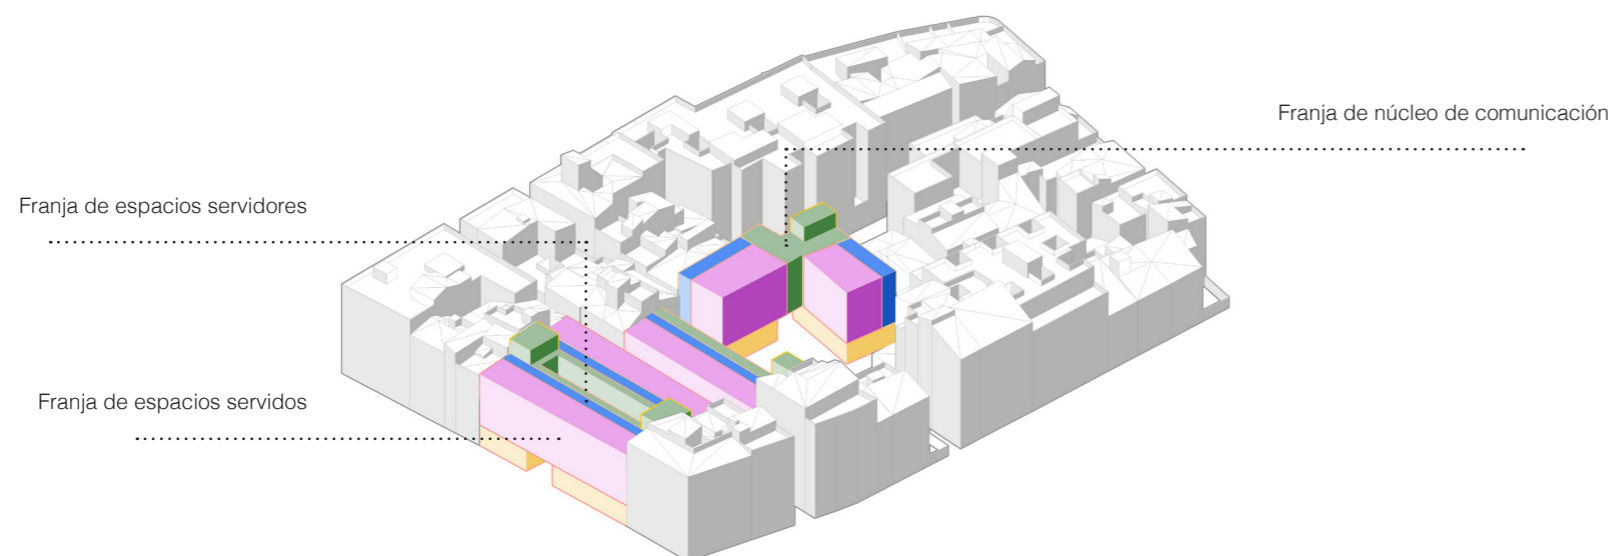 Franja de núcleo de comunicación
Franja de espacios servidores
Franja de espacios servidos